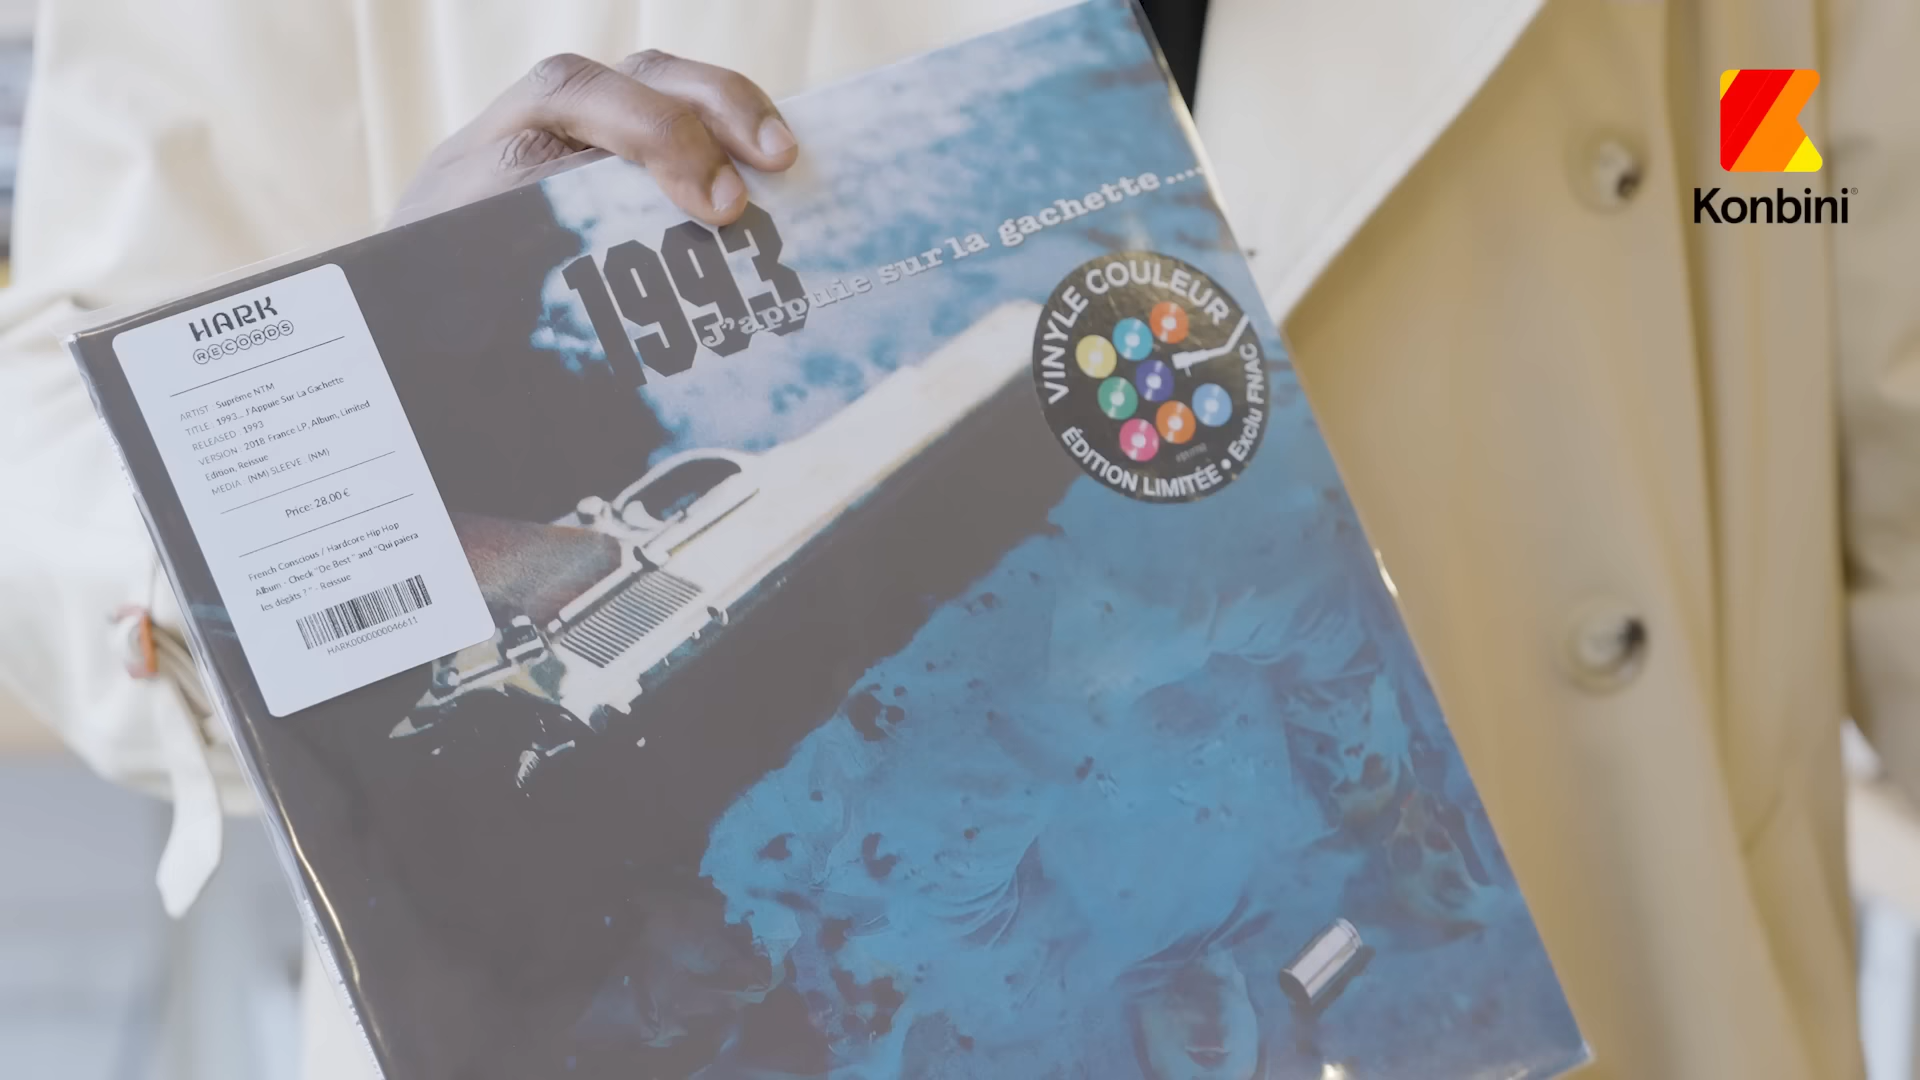 HARK
RECORDS
ARTIST : Suprême NTM
TITLE : 1993... J'Appuie Sur La Gachette
RELEASED : 1993
VERSION : 2018 France LP, Album, Limited
Edition, Reissue
MEDIA : (NM) SLEEVE : (NM)
Price: 28,00 €
French Conscious / Hardcore Hip Hop
Album - Check "De Best " and "Qui paiera
les dégâts ? " - Reissue
HARK0000000046611
1993
J'appuie sur la gachette ....
VINYLE COULEUR
ÉDITION LIMITÉE • Exclu FNAC
Konbini